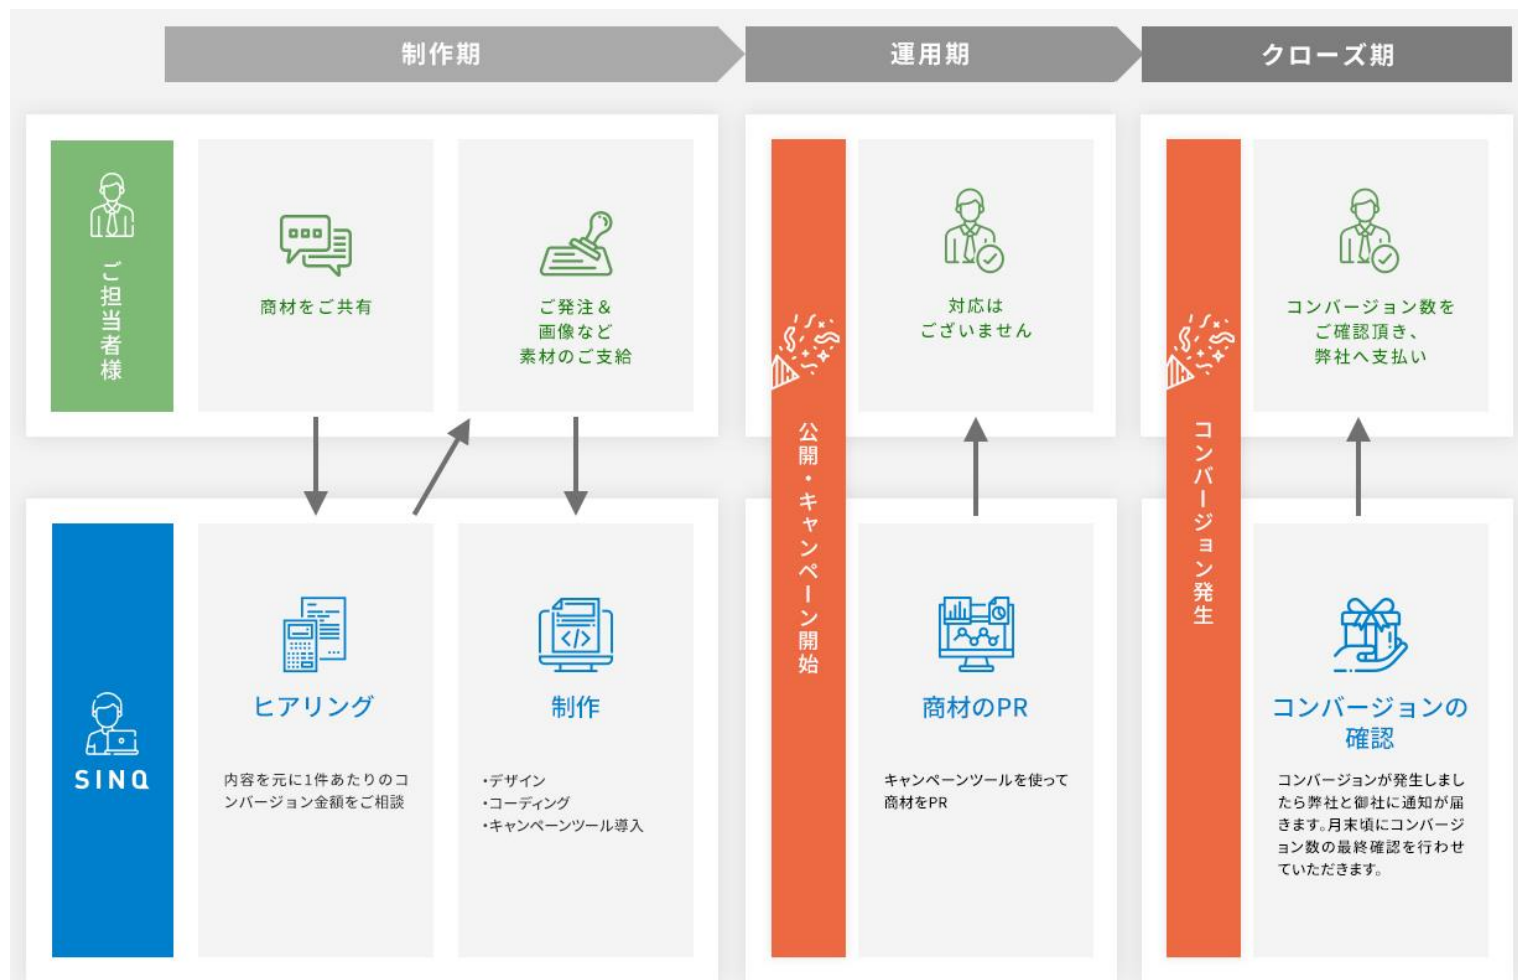 制作期
運用期
クローズ期
ご担当者様
商材をご共有
ご発注＆
画像など
素材のご支給
公開・キャンペーン開始
対応は
ございません
コンバージョン発生
コンバージョン数を
ご確認頂き、
弊社へ支払い
SINQ
ヒアリング
内容を元に1件あたりのコ
ンバージョン金額をご相談
制作
・デザイン
・コーディング
・キャンペーンツール導入
商材のPR
キャンペーンツールを使って
商材をPR
コンバージョンの
確認
コンバージョンが発生しまし
たら弊社と御社に通知が届
きます。月末頃にコンバージ
ョン数の最終確認を行わせ
ていただきます。